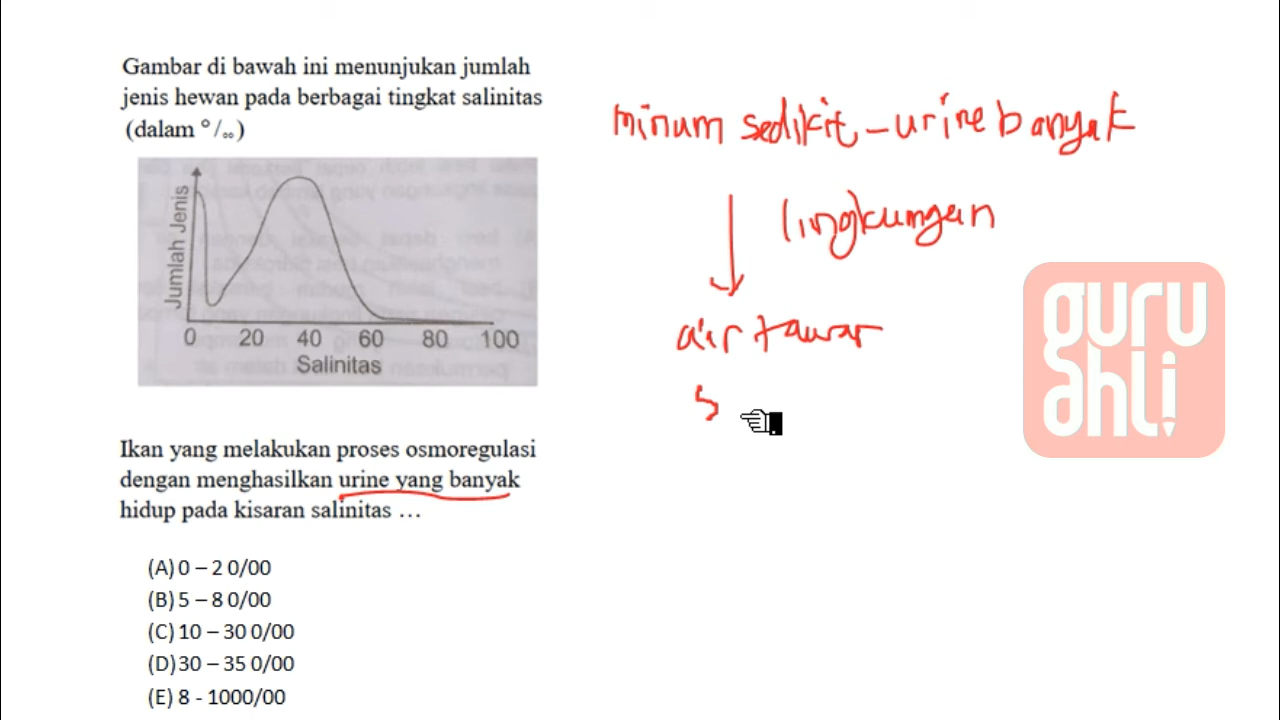 Gambar di bawah ini menunjukan jumlah
jenis hewan pada berbagai tingkat salinitas
(dalam °/₀₀)
Jumlah Jenis
0 20 40 60 80 100
Salinitas
Ikan yang melakukan proses osmoregulasi
dengan menghasilkan urine yang banyak
hidup pada kisaran salinitas …
(A) 0 – 2 0/00
(B) 5 – 8 0/00
(C) 10 – 30 0/00
(D) 30 – 35 0/00
(E) 8 - 1000/00
minum sedikit – urine banyak
lingkungan
air tawar
s
guru
ahli